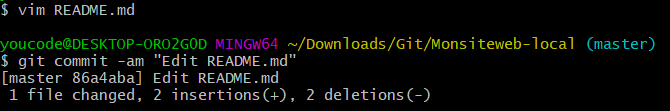 $ vim README.md
youcode@DESKTOP-ORO2G0D MINGW64 ~/Downloads/Git/Monsiteweb-local (master)
$ git commit -am "Edit README.md"
[master 86a4aba] Edit README.md
 1 file changed, 2 insertions(+), 2 deletions(-)